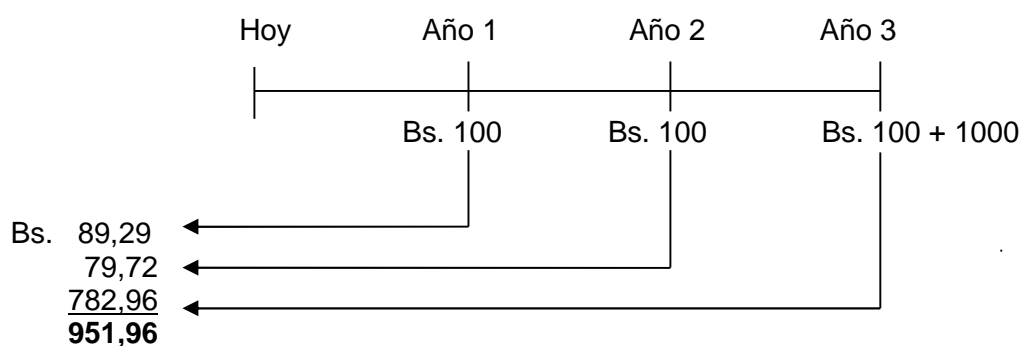 Hoy Año 1 Año 2 Año 3
Bs. 100 Bs. 100 Bs. 100 + 1000
Bs. 89,29
79,72
782,96
951,96